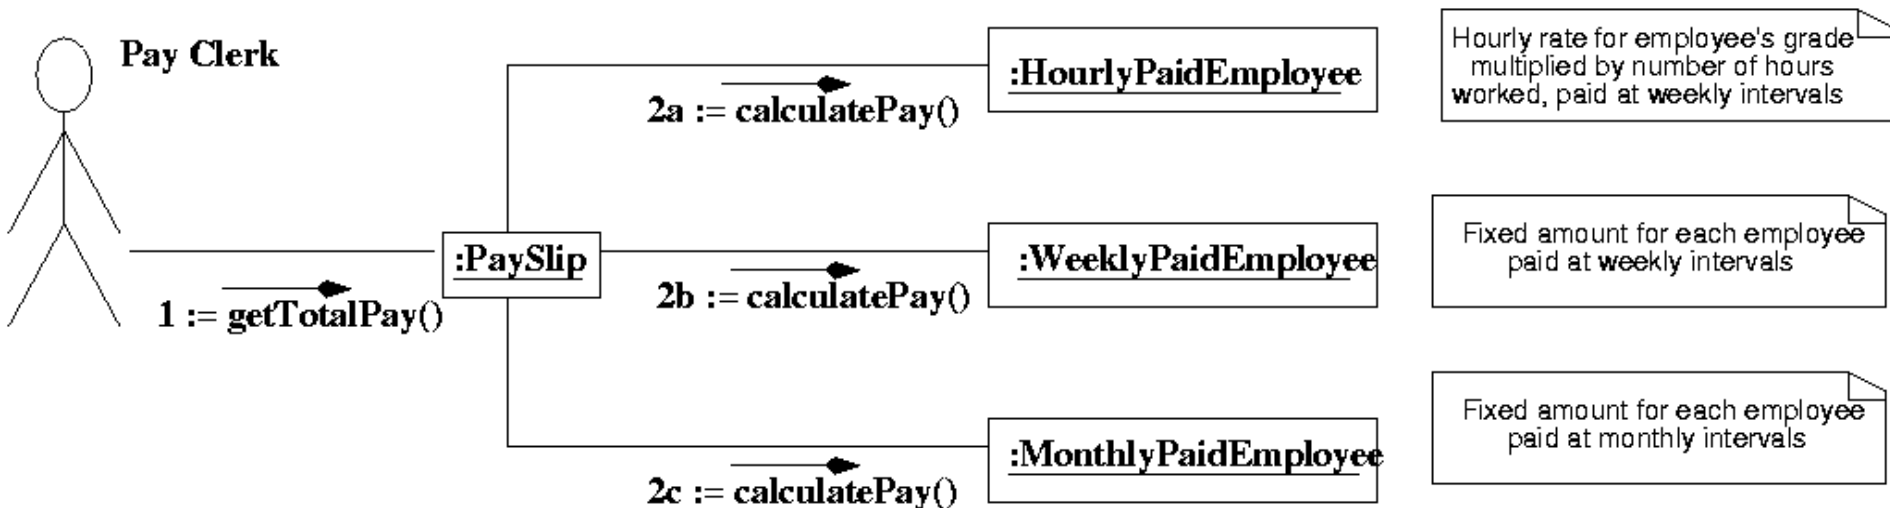 Pay Clerk
1 := getTotalPay()
:PaySlip
2a := calculatePay()
:HourlyPaidEmployee
Hourly rate for employee's grade
multiplied by number of hours
worked, paid at weekly intervals
2b := calculatePay()
:WeeklyPaidEmployee
Fixed amount for each employee
paid at weekly intervals
2c := calculatePay()
:MonthlyPaidEmployee
Fixed amount for each employee
paid at monthly intervals